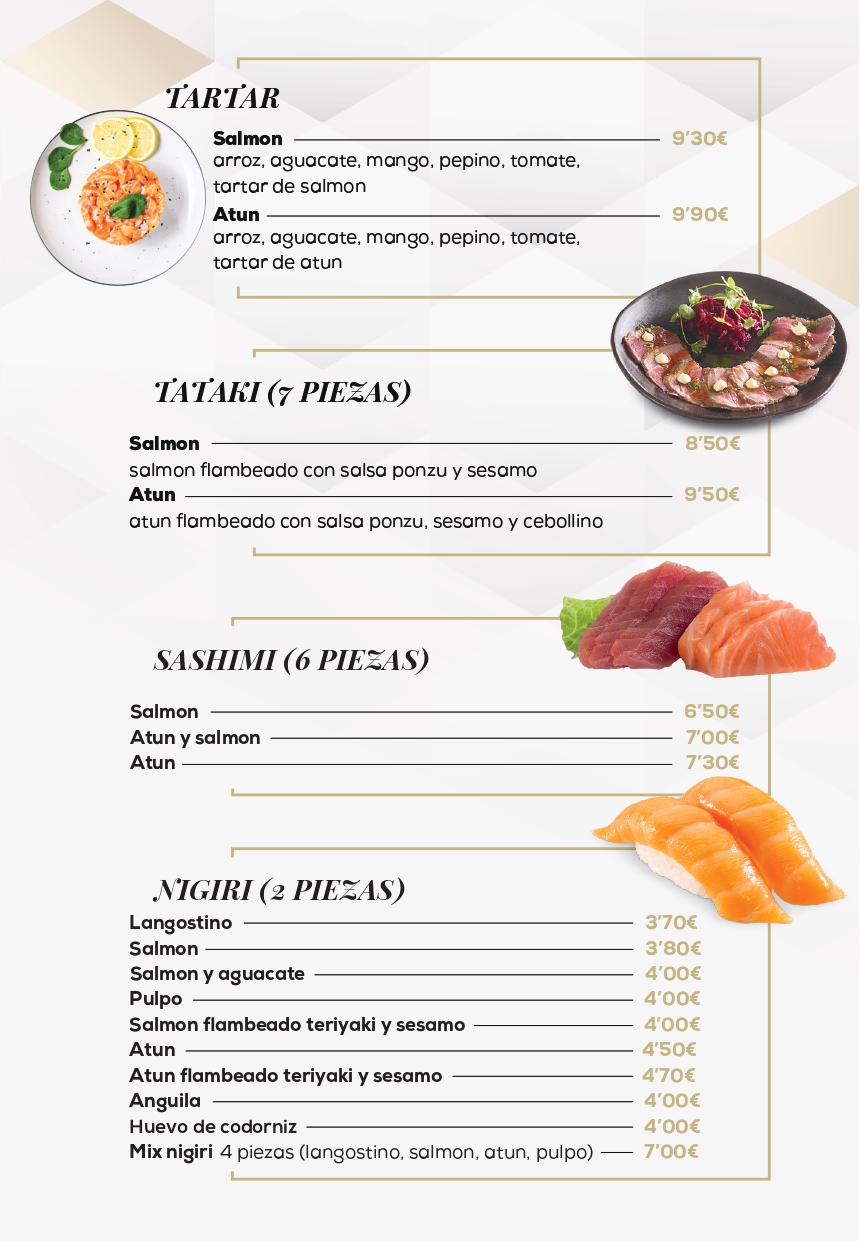 TARTAR
Salmon 9'30€
arroz, aguacate, mango, pepino, tomate,
tartar de salmon
Atun 9'90€
arroz, aguacate, mango, pepino, tomate,
tartar de atun
TATAKI (7 PIEZAS)
Salmon 8'50€
salmon flambeado con salsa ponzu y sesamo
Atun 9'50€
atun flambeado con salsa ponzu, sesamo y cebollino
SASHIMI (6 PIEZAS)
Salmon 6'50€
Atun y salmon 7'00€
Atun 7'30€
NIGIRI (2 PIEZAS)
Langostino 3'70€
Salmon 3'80€
Salmon y aguacate 4'00€
Pulpo 4'00€
Salmon flambeado teriyaki y sesamo 4'00€
Atun 4'50€
Atun flambeado teriyaki y sesamo 4'70€
Anguila 4'00€
Huevo de codorniz 4'00€
Mix nigiri 4 piezas (langostino, salmon, atun, pulpo) 7'00€